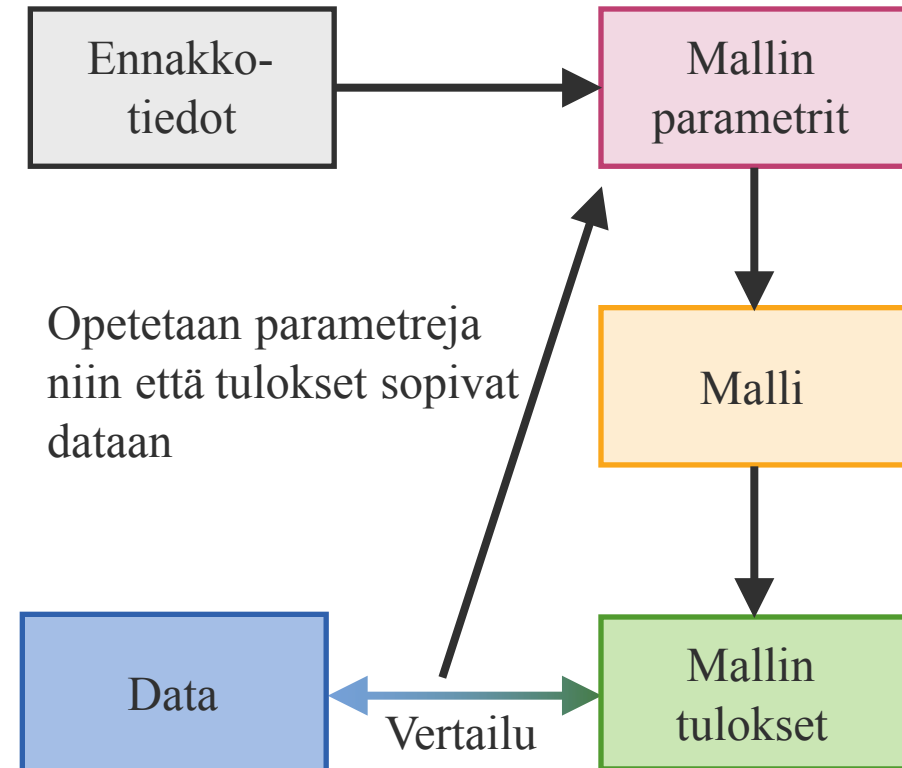 Ennakko-
tiedot
Mallin
parametrit
Opetetaan parametreja
niin että tulokset sopivat
dataan
Malli
Data
Vertailu
Mallin
tulokset